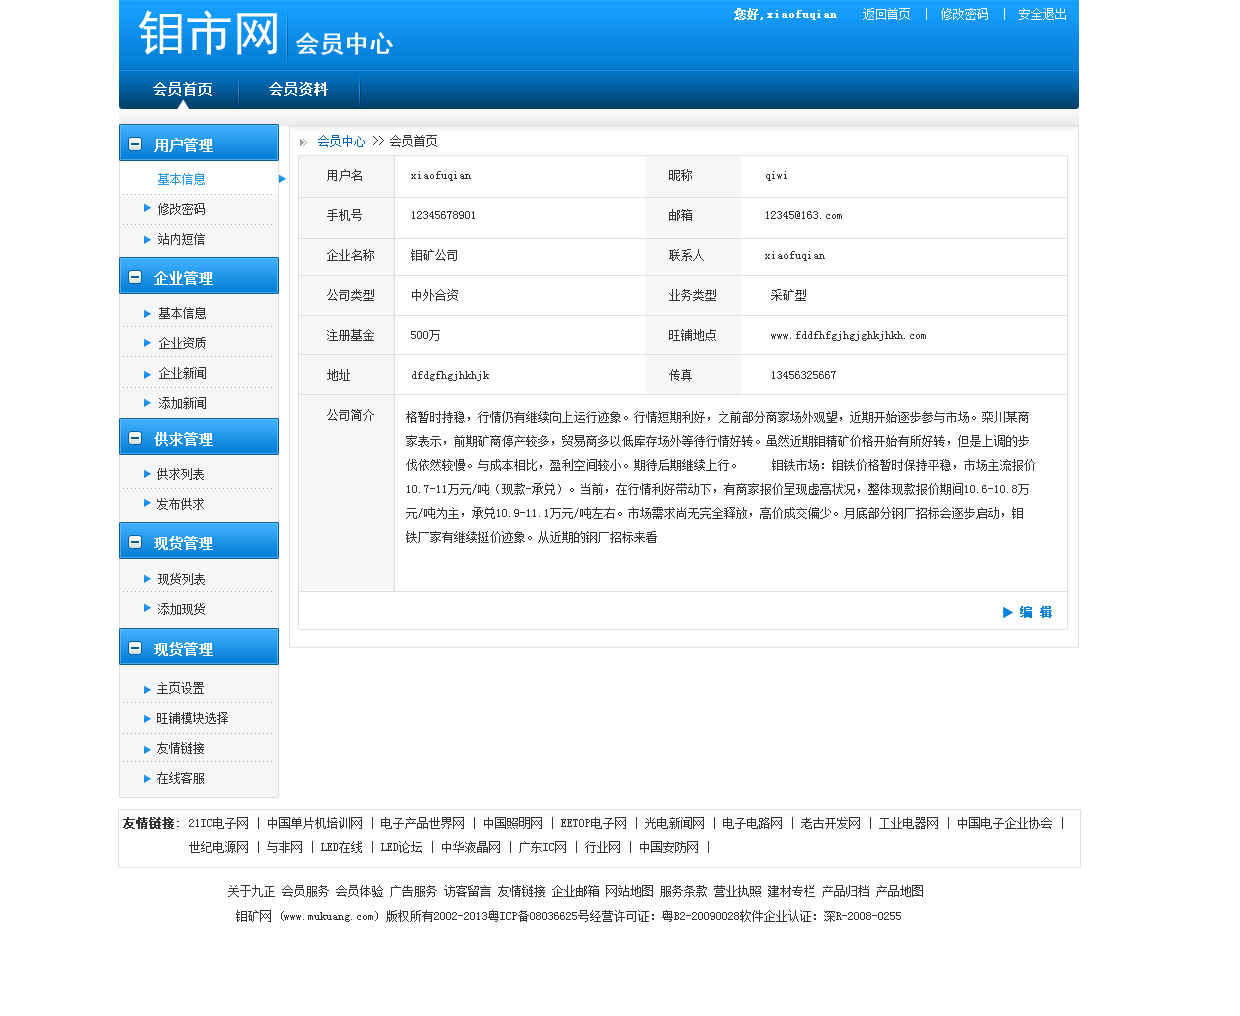 钼市网 会员中心
您好,xiaofuqian 返回首页 | 修改密码 | 安全退出
会员首页 会员资料
用户管理
基本信息
修改密码
站内短信
企业管理
基本信息
企业资质
企业新闻
添加新闻
供求管理
供求列表
发布供求
现货管理
现货列表
添加现货
现货管理
主页设置
旺铺模块选择
友情链接
在线客服
会员中心 >> 会员首页
用户名 xiaofuqian 昵称 qiwi
手机号 12345678901 邮箱 12345@163.com
企业名称 钼矿公司 联系人 xiaofuqian
公司类型 中外合资 业务类型 采矿型
注册基金 500万 旺铺地点 www.fddfhfgjhgjghkjhkh.com
地址 dfdgfhgjhkhjk 传真 13456325667
公司简介
格暂时持稳，行情仍有继续向上运行迹象。行情短期利好，之前部分商家场外观望，近期开始逐步参与市场。栾川某商
家表示，前期矿商停产较多，贸易商多以低库存场外等待行情好转。虽然近期钼精矿价格开始有所好转，但是上调的步
伐依然较慢。与成本相比，盈利空间较小。期待后期继续上行。 钼铁市场：钼铁价格暂时保持平稳，市场主流报价
10.7-11万元/吨（现款-承兑）。当前，在行情利好带动下，有商家报价呈现虚高状况，整体现款报价期间10.6-10.8万
元/吨为主，承兑10.9-11.1万元/吨左右。市场需求尚无完全释放，高价成交偏少。月底部分钢厂招标会逐步启动，钼
铁厂家有继续挺价迹象。从近期的钢厂招标来看
编 辑
友情链接: 21IC电子网 | 中国单片机培训网 | 电子产品世界网 | 中国照明网 | EETOP电子网 | 光电新闻网 | 电子电路网 | 老古开发网 | 工业电器网 | 中国电子企业协会 |
世纪电源网 | 与非网 | LED在线 | LED论坛 | 中华液晶网 | 广东IC网 | 行业网 | 中国安防网 |
关于九正 会员服务 会员体验 广告服务 访客留言 友情链接 企业邮箱 网站地图 服务条款 营业执照 建材专栏 产品归档 产品地图
钼矿网 (www.mukuang.com) 版权所有2002-2013粤ICP备08036625号经营许可证：粤B2-20090028软件企业认证：深R-2008-0255